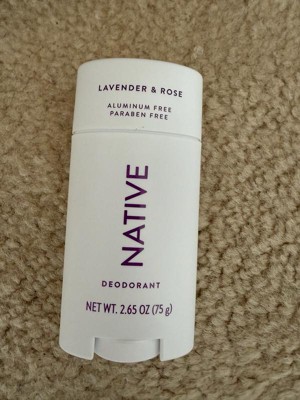 LAVENDER & ROSE
ALUMINUM FREE
PARABEN FREE
NATIVE
DEODORANT
NET WT. 2.65 OZ (75 g)